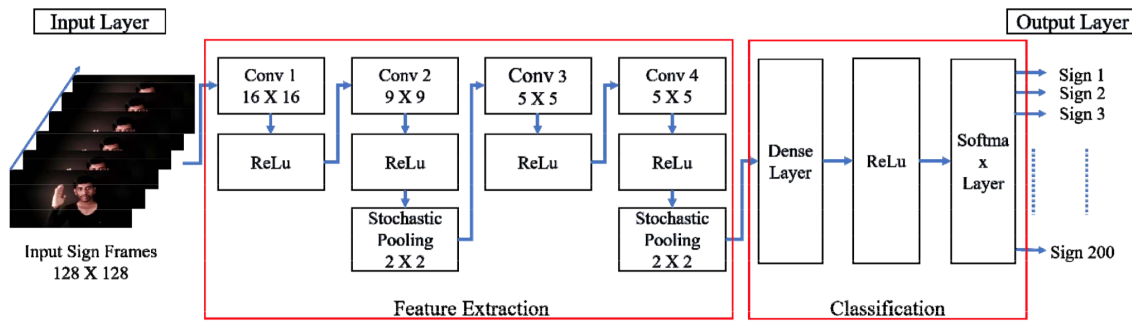 Input Layer
Output Layer
Conv 1
16 X 16
Conv 2
9 X 9
Conv 3
5 X 5
Conv 4
5 X 5
ReLu
ReLu
ReLu
ReLu
Stochastic
Pooling
2 X 2
Stochastic
Pooling
2 X 2
Dense
Layer
ReLU
Softma
x
Layer
Sign 1
Sign 2
Sign 3
Sign 200
Input Sign Frames
128 X 128
Feature Extraction
Classification